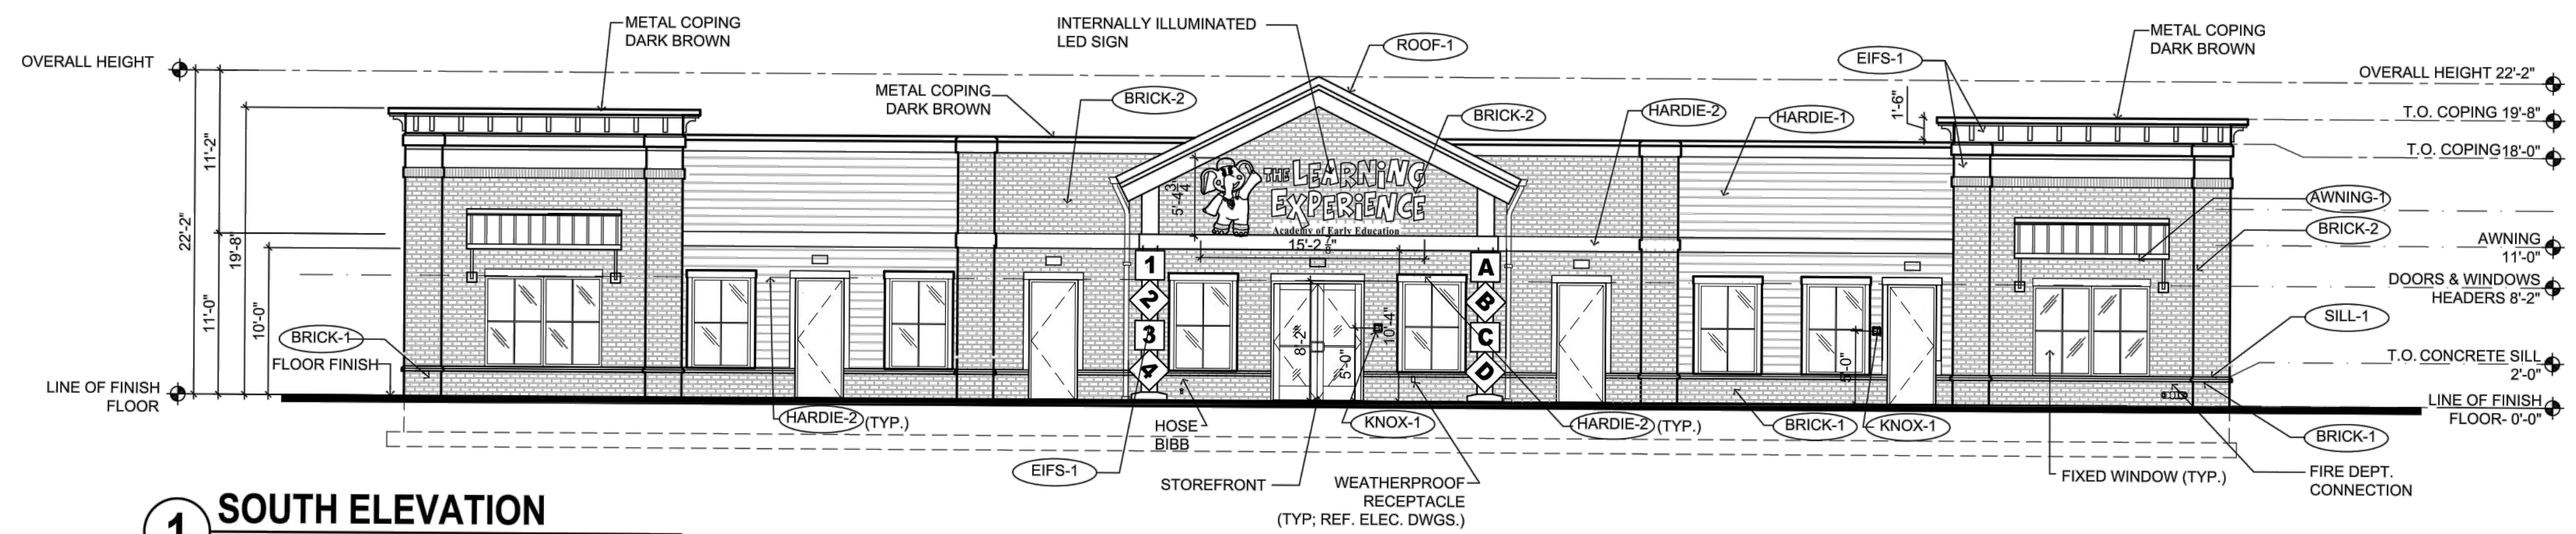 METAL COPING
DARK BROWN
INTERNALLY ILLUMINATED
LED SIGN
ROOF-1
METAL COPING
DARK BROWN
EIFS-1
OVERALL HEIGHT
OVERALL HEIGHT 22'-2"
METAL COPING
DARK BROWN
BRICK-2
BRICK-2
HARDIE-2
HARDIE-1
1'-6"
T.O. COPING 19'-8"
T.O. COPING 18'-0"
11'-2"
22'-2"
19'-8"
11'-0"
10'-0"
5'-4 3/4"
THE LEARNING
EXPERIENCE
Academy of Early Education
15'-2 7/8"
AWNING-1
BRICK-2
AWNING
11'-0"
DOORS & WINDOWS
HEADERS 8'-2"
1
2
3
4
A
B
C
D
8'-2"
5'-0"
10'-4"
5'-0"
BRICK-1
FLOOR FINISH
SILL-1
T.O. CONCRETE SILL
2'-0"
LINE OF FINISH
FLOOR
LINE OF FINISH
FLOOR- 0'-0"
HARDIE-2 (TYP.)
HOSE
BIBB
KNOX-1
HARDIE-2 (TYP.)
BRICK-1
KNOX-1
BRICK-1
EIFS-1
STOREFRONT
WEATHERPROOF
RECEPTACLE
(TYP; REF. ELEC. DWGS.)
FIXED WINDOW (TYP.)
FIRE DEPT.
CONNECTION
1
SOUTH ELEVATION